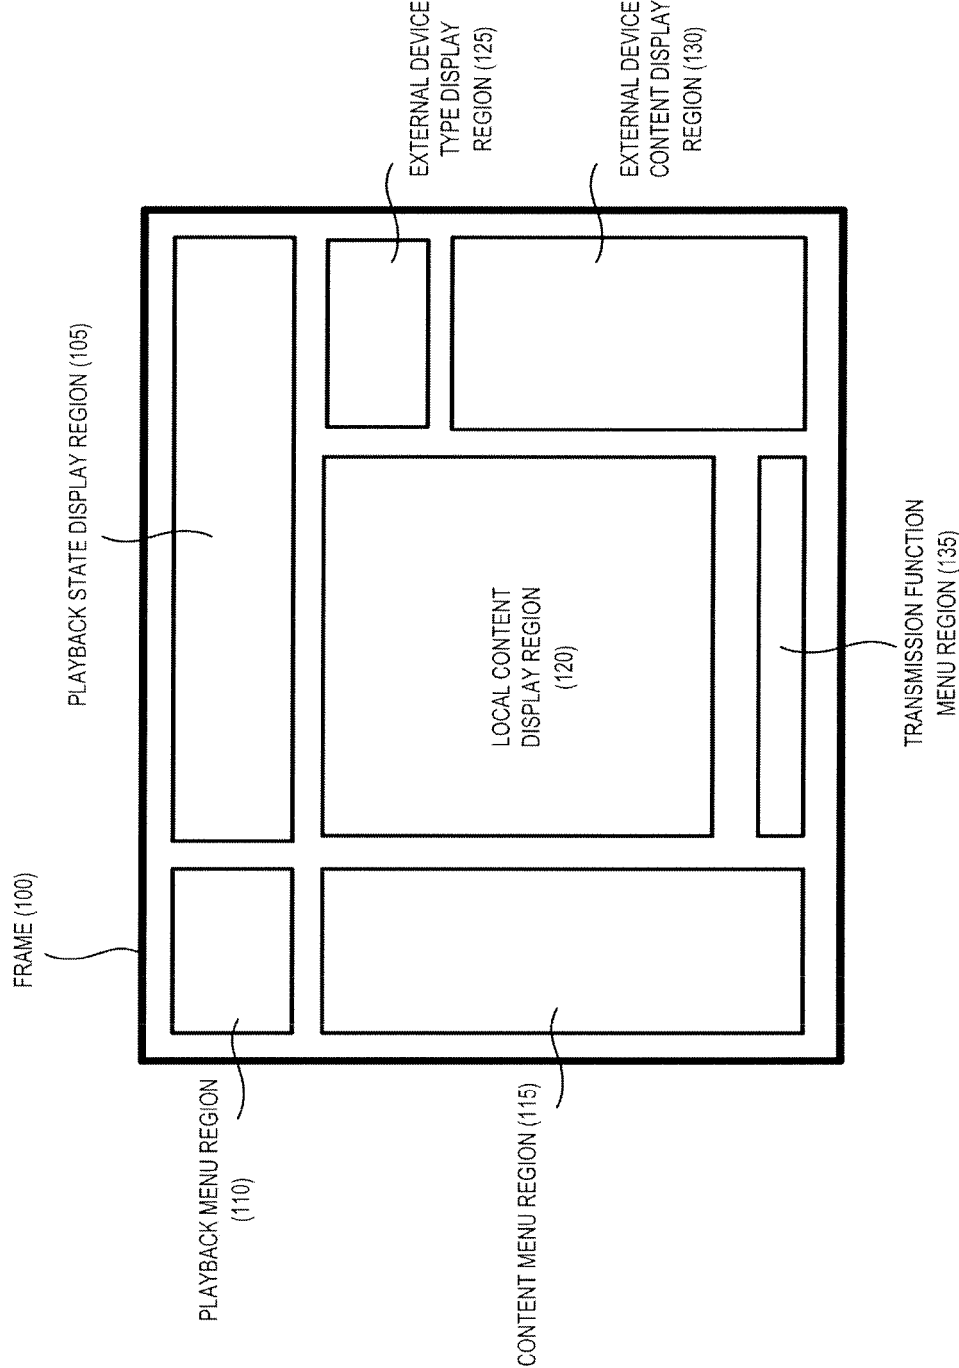 FRAME (100)
PLAYBACK STATE DISPLAY REGION (105)
PLAYBACK MENU REGION
(110)
EXTERNAL DEVICE
TYPE DISPLAY
REGION (125)
LOCAL CONTENT
DISPLAY REGION
(120)
CONTENT MENU REGION (115)
EXTERNAL DEVICE
CONTENT DISPLAY
REGION (130)
TRANSMISSION FUNCTION
MENU REGION (135)